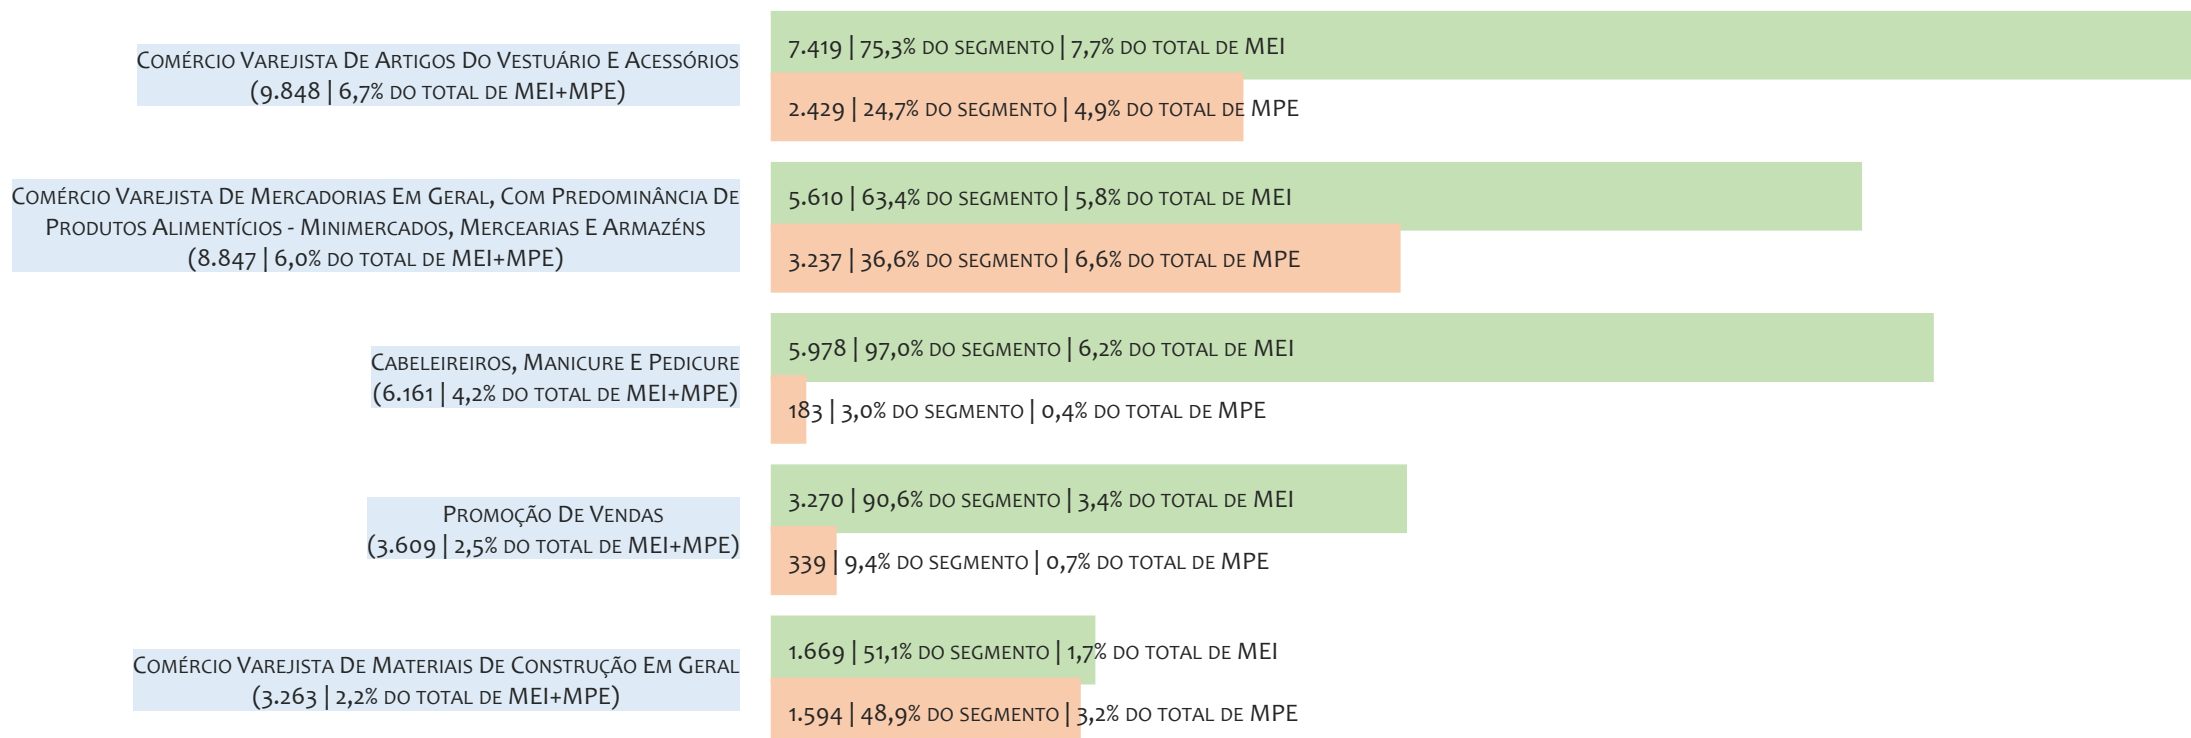 Comércio Varejista De Artigos Do Vestuário E Acessórios
(9.848 | 6,7% do total de MEI+MPE)
7.419 | 75,3% do segmento | 7,7% do total de MEI
2.429 | 24,7% do segmento | 4,9% do total de MPE
Comércio Varejista De Mercadorias Em Geral, Com Predominância De
Produtos Alimentícios - Minimercados, Mercearias E Armazéns
(8.847 | 6,0% do total de MEI+MPE)
5.610 | 63,4% do segmento | 5,8% do total de MEI
3.237 | 36,6% do segmento | 6,6% do total de MPE
Cabeleireiros, Manicure E Pedicure
(6.161 | 4,2% do total de MEI+MPE)
5.978 | 97,0% do segmento | 6,2% do total de MEI
183 | 3,0% do segmento | 0,4% do total de MPE
Promoção De Vendas
(3.609 | 2,5% do total de MEI+MPE)
3.270 | 90,6% do segmento | 3,4% do total de MEI
339 | 9,4% do segmento | 0,7% do total de MPE
Comércio Varejista De Materiais De Construção Em Geral
(3.263 | 2,2% do total de MEI+MPE)
1.669 | 51,1% do segmento | 1,7% do total de MEI
1.594 | 48,9% do segmento | 3,2% do total de MPE